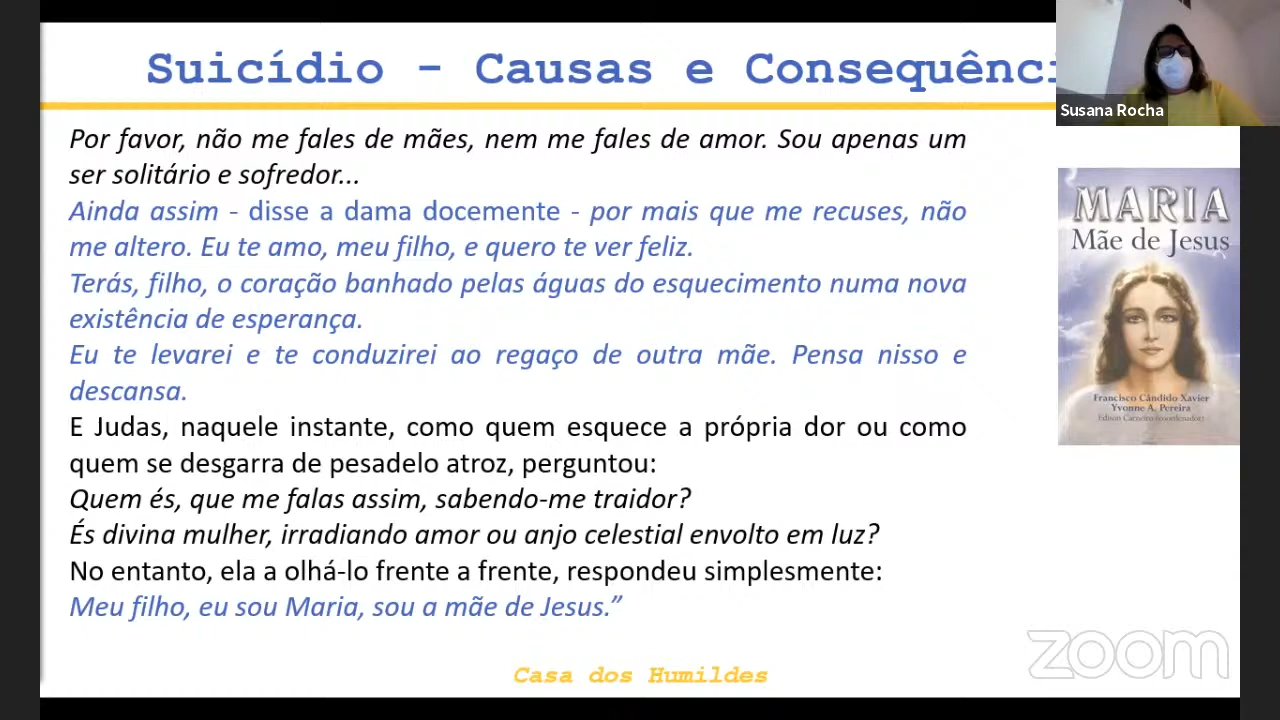 Suicídio - Causas e Consequênci
Susana Rocha
Por favor, não me fales de mães, nem me fales de amor. Sou apenas um
ser solitário e sofredor...
Ainda assim - disse a dama docemente - por mais que me recuses, não
me altero. Eu te amo, meu filho, e quero te ver feliz.
Terás, filho, o coração banhado pelas águas do esquecimento numa nova
existência de esperança.
Eu te levarei e te conduzirei ao regaço de outra mãe. Pensa nisso e
descansa.
E Judas, naquele instante, como quem esquece a própria dor ou como
quem se desgarra de pesadelo atroz, perguntou:
Quem és, que me falas assim, sabendo-me traidor?
És divina mulher, irradiando amor ou anjo celestial envolto em luz?
No entanto, ela a olhá-lo frente a frente, respondeu simplesmente:
Meu filho, eu sou Maria, sou a mãe de Jesus.”
MARIA
Mãe de Jesus
Francisco Cândido Xavier
Yvonne A. Pereira
Edison Carneiro (coordenador)
Casa dos Humildes
zoom